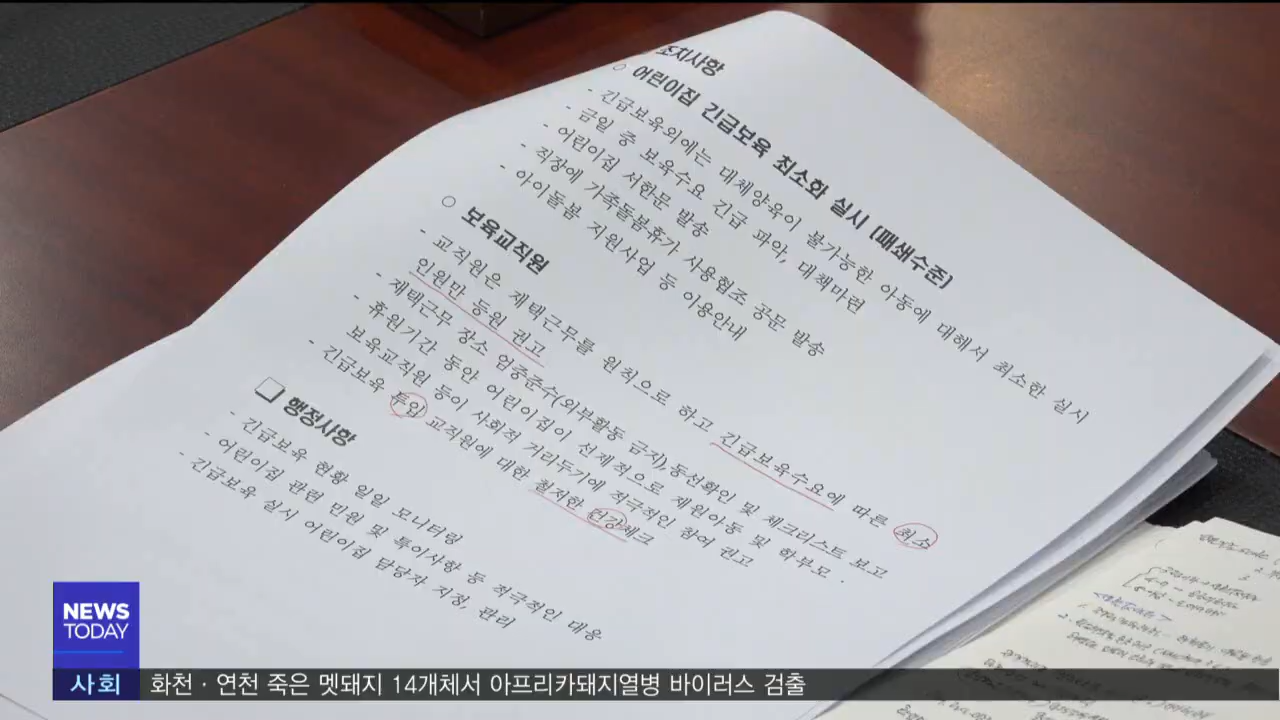 조치사항
○ 어린이집 긴급보육 최소화 실시 (폐쇄수준)
- 긴급보육외에는 대체양육이 불가능한 아동에 대해서 최소한 실시
- 금일 중 보육수요 긴급 파악, 대책마련
- 어린이집 서한문 발송
- 직장에 가족돌봄휴가 사용협조 공문 발송
- 아이돌봄 지원사업 등 이용안내
○ 보육교직원
- 교직원은 재택근무를 원칙으로 하고 긴급보육수요에 따른 최소
인원만 동원 권고
- 재택근무 장소 엄중준수(외부활동 금지),동선확인 및 체크리스트 보고
- 휴원기간 동안 어린이집이 선제적으로 재원아동 및 학부모 ·
보육교직원 등이 사회적 거리두기에 적극적인 참여 권고
- 긴급보육 투입 교직원에 대한 철저한 건강체크
□ 행정사항
- 긴급보육 현황 일일 모니터링
- 어린이집 관련 민원 및 특이사항 등 적극적인 대응
- 긴급보육 실시 어린이집 담당자 지정, 관리
NEWS
TODAY
사회 화천·연천 죽은 멧돼지 14개체서 아프리카돼지열병 바이러스 검출